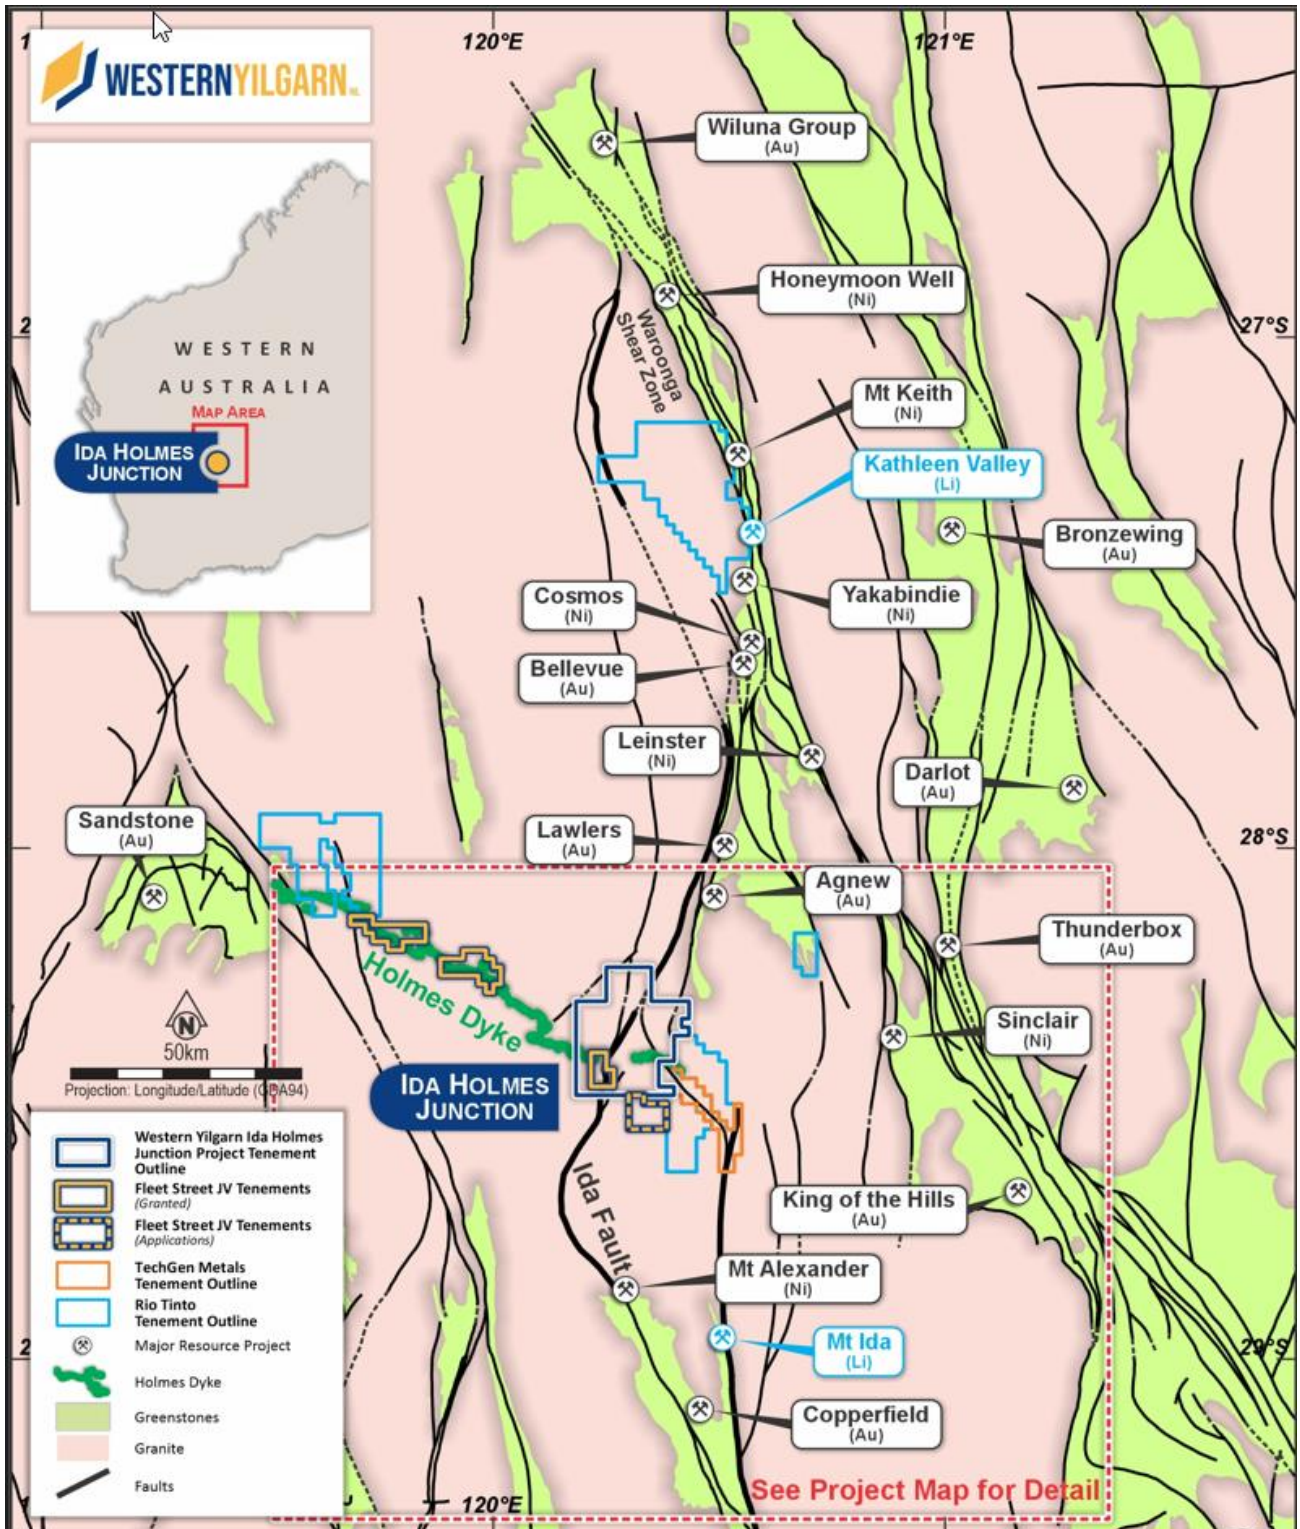 120°E
121°E
WESTERNYILGARN NL
Wiluna Group
(Au)
Honeymoon Well
(Ni)
27°S
Waroonga
Shear Zone
WESTERN
AUSTRALIA
MAP AREA
IDA HOLMES
JUNCTION
Mt Keith
(Ni)
Kathleen Valley
(Li)
Bronzewing
(Au)
Cosmos
(Ni)
Yakabindie
(Ni)
Bellevue
(Au)
Leinster
(Ni)
Darlot
(Au)
Sandstone
(Au)
Lawlers
(Au)
28°S
Agnew
(Au)
Thunderbox
(Au)
Holmes Dyke
Sinclair
(Ni)
N
50km
Projection: Longitude/Latitude (GDA94)
IDA HOLMES
JUNCTION
Western Yilgarn Ida Holmes
Junction Project Tenement
Outline
Fleet Street JV Tenements
(Granted)
Fleet Street JV Tenements
(Applications)
TechGen Metals
Tenement Outline
Rio Tinto
Tenement Outline
Major Resource Project
Holmes Dyke
Greenstones
Granite
Faults
Ida Fault
King of the Hills
(Au)
Mt Alexander
(Ni)
Mt Ida
(Li)
29°S
Copperfield
(Au)
See Project Map for Detail
120°E